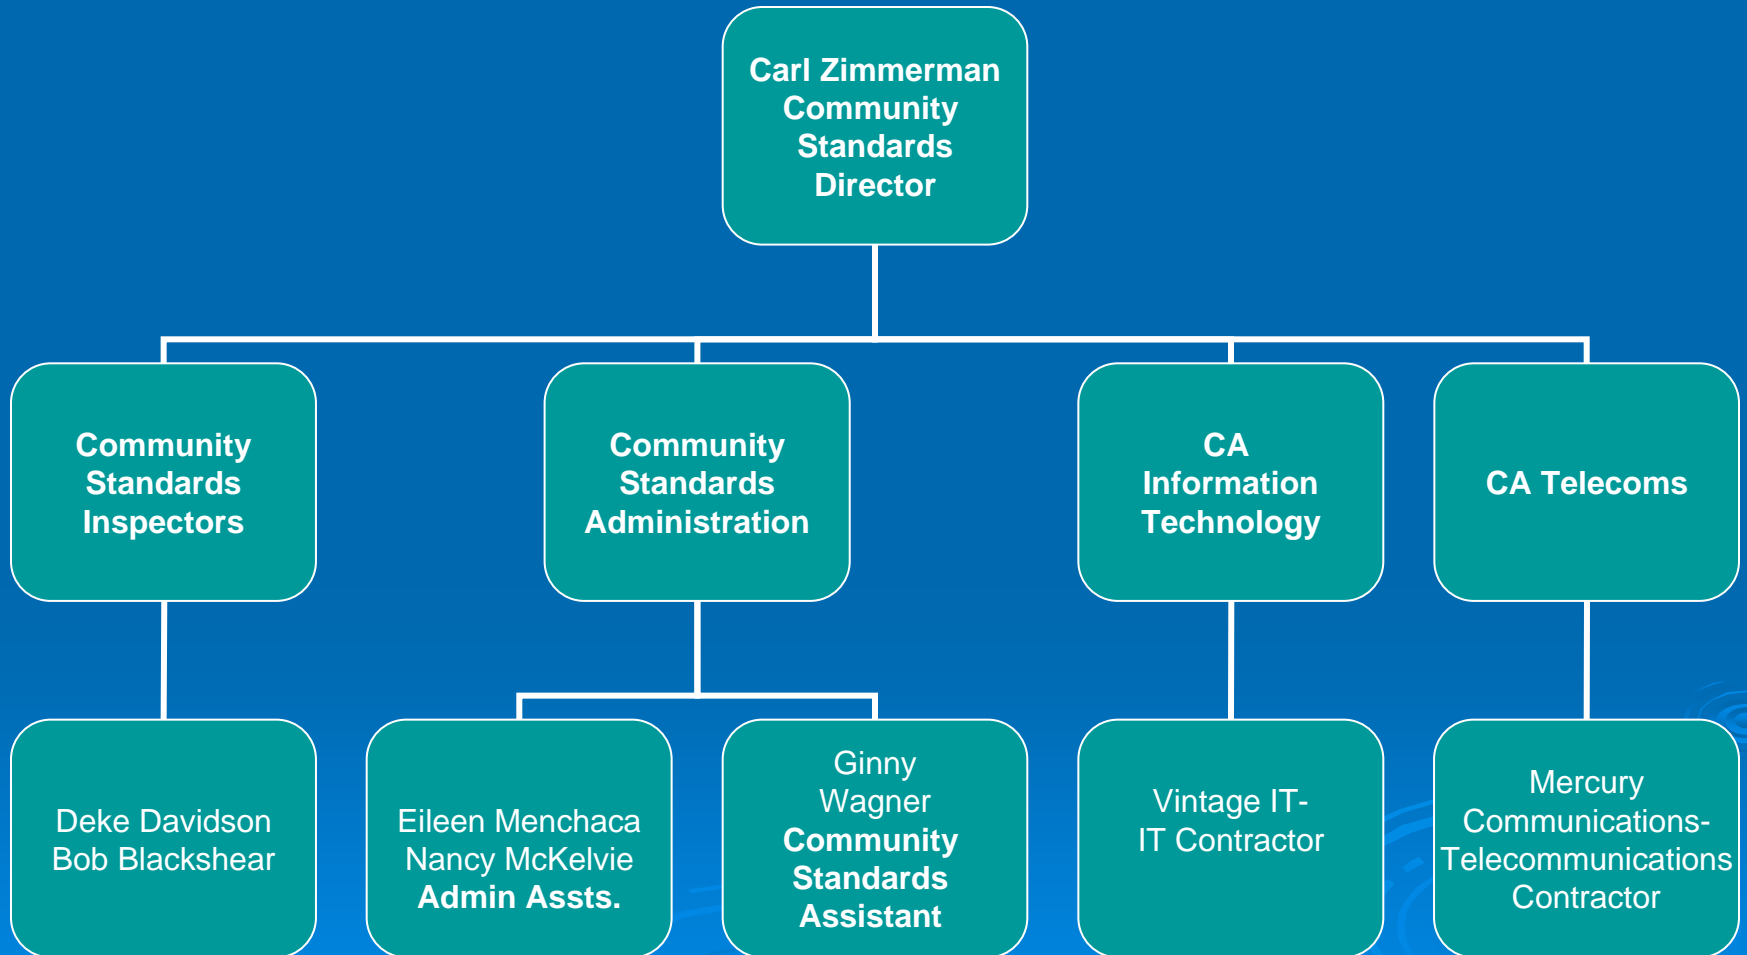 Carl Zimmerman
Community
Standards
Director
Community
Standards
Inspectors
Community
Standards
Administration
CA
Information
Technology
CA Telecoms
Deke Davidson
Bob Blackshear
Eileen Menchaca
Nancy McKelvie
Admin Assts.
Ginny
Wagner
Community
Standards
Assistant
Vintage IT-
IT Contractor
Mercury
Communications-
Telecommunications
Contractor